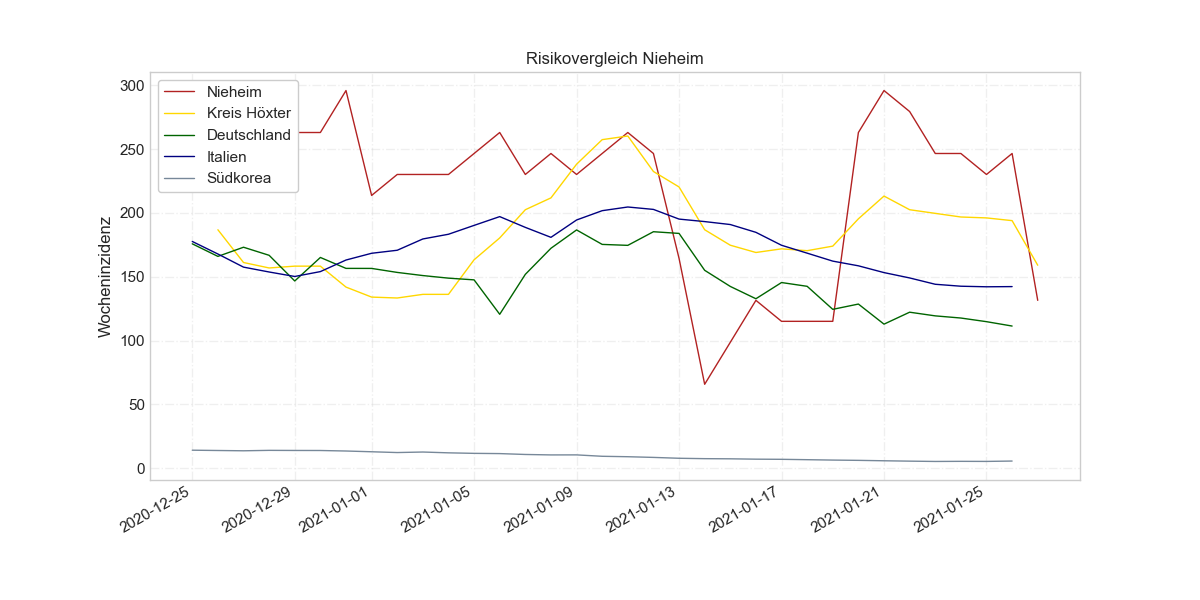 Risikovergleich Nieheim
Nieheim
Kreis Höxter
Deutschland
Italien
Südkorea
Wocheninzidenz
300
250
200
150
100
50
0
2020-12-25
2020-12-29
2021-01-01
2021-01-05
2021-01-09
2021-01-13
2021-01-17
2021-01-21
2021-01-25